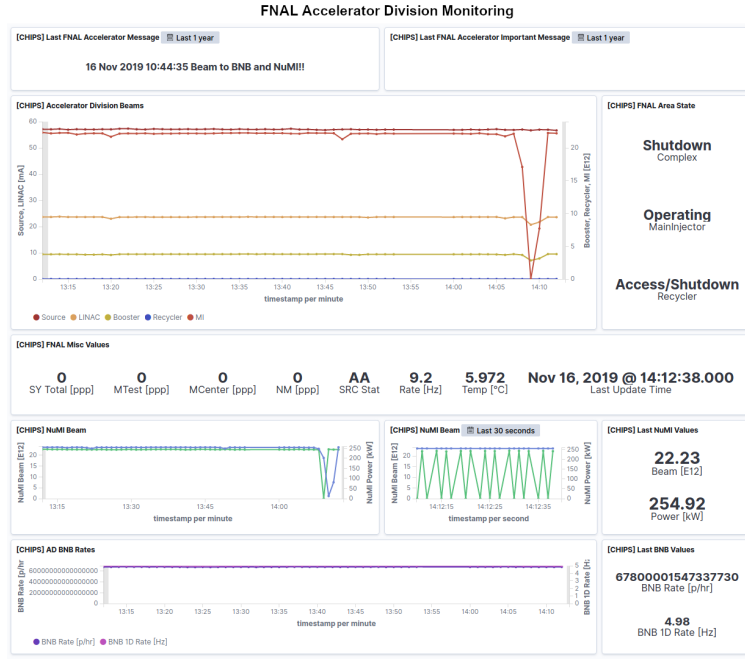 FNAL Accelerator Division Monitoring
[CHIPS] Last FNAL Accelerator Message Last 1 year
16 Nov 2019 10:44:35 Beam to BNB and NuMI!!
[CHIPS] Last FNAL Accelerator Important Message Last 1 year
[CHIPS] Accelerator Division Beams
Source, LINAC [mA]
60
50
40
30
20
10
0
Booster, Recycler, MI [E12]
20
15
10
5
0
13:15 13:20 13:25 13:30 13:35 13:40 13:45 13:50 13:55 14:00 14:05 14:10
timestamp per minute
Source LINAC Booster Recycler MI
[CHIPS] FNAL Area State
Shutdown
Complex
Operating
MainInjector
Access/Shutdown
Recycler
[CHIPS] FNAL Misc Values
0 0 0 0 AA 9.2 5.972 Nov 16, 2019 @ 14:12:38.000
SY Total [ppp] MTest [ppp] MCenter [ppp] NM [ppp] SRC Stat Rate [Hz] Temp [°C] Last Update Time
[CHIPS] NuMI Beam
NuMI Beam [E12]
20
15
10
5
0
NuMI Power [kW]
250
200
150
100
50
0
13:15 13:30 13:45 14:00
timestamp per minute
[CHIPS] NuMI Beam Last 30 seconds
NuMI Beam [E12]
20
15
10
5
0
NuMI Power [kW]
250
200
150
100
50
0
14:12:15 14:12:25 14:12:35
timestamp per second
[CHIPS] Last NuMI Values
22.23
Beam [E12]
254.92
Power [kW]
[CHIPS] AD BNB Rates
BNB Rate [p/hr
60000000000000000
40000000000000000
20000000000000000
0
BNB 1D Rate [Hz
5
4
3
2
1
0
13:15 13:20 13:25 13:30 13:35 13:40 13:45 13:50 13:55 14:00 14:05 14:10
timestamp per minute
BNB Rate [p/hr] BNB 1D Rate [Hz]
[CHIPS] Last BNB Values
67800001547337730
BNB Rate [p/hr]
4.98
BNB 1D Rate [Hz]